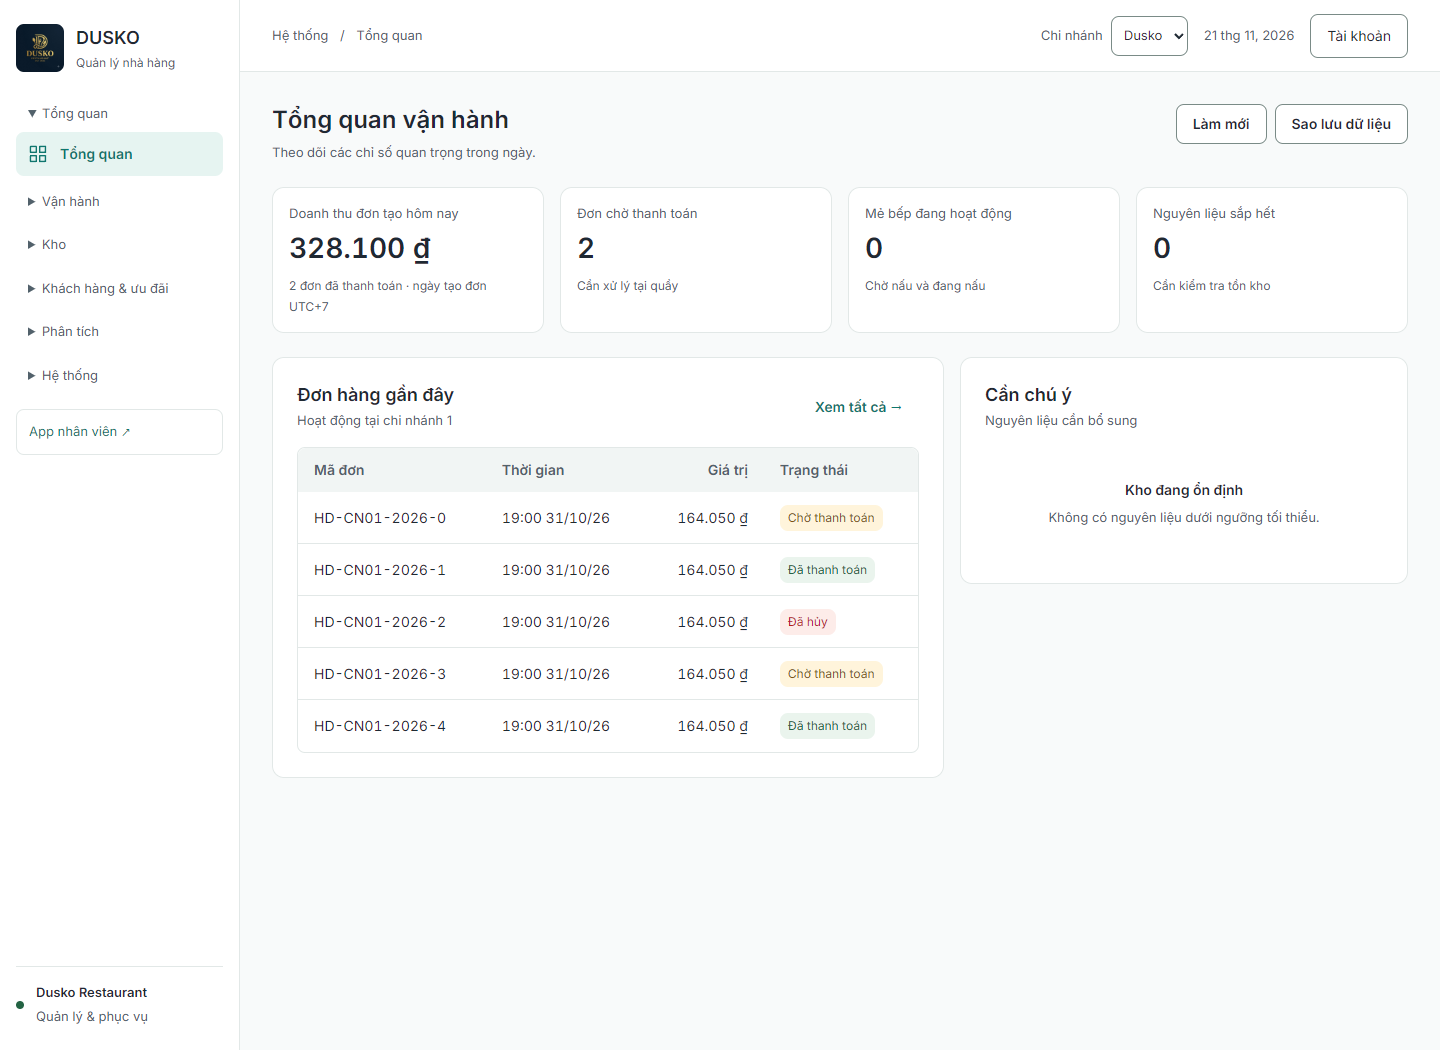 DUSKO
DUSKO
Quản lý nhà hàng
▼ Tổng quan
Tổng quan
▶ Vận hành
▶ Kho
▶ Khách hàng & ưu đãi
▶ Phân tích
▶ Hệ thống
App nhân viên ↗
Dusko Restaurant
Quản lý & phục vụ
Hệ thống / Tổng quan
Chi nhánh Dusko 21 thg 11, 2026 Tài khoản
Tổng quan vận hành
Theo dõi các chỉ số quan trọng trong ngày.
Làm mới Sao lưu dữ liệu
Doanh thu đơn tạo hôm nay
328.100 ₫
2 đơn đã thanh toán · ngày tạo đơn
UTC+7
Đơn chờ thanh toán
2
Cần xử lý tại quầy
Mẻ bếp đang hoạt động
0
Chờ nấu và đang nấu
Nguyên liệu sắp hết
0
Cần kiểm tra tồn kho
Đơn hàng gần đây
Hoạt động tại chi nhánh 1
Xem tất cả →
Mã đơn Thời gian Giá trị Trạng thái
HD-CN01-2026-0 19:00 31/10/26 164.050 ₫ Chờ thanh toán
HD-CN01-2026-1 19:00 31/10/26 164.050 ₫ Đã thanh toán
HD-CN01-2026-2 19:00 31/10/26 164.050 ₫ Đã hủy
HD-CN01-2026-3 19:00 31/10/26 164.050 ₫ Chờ thanh toán
HD-CN01-2026-4 19:00 31/10/26 164.050 ₫ Đã thanh toán
Cần chú ý
Nguyên liệu cần bổ sung
Kho đang ổn định
Không có nguyên liệu dưới ngưỡng tối thiểu.